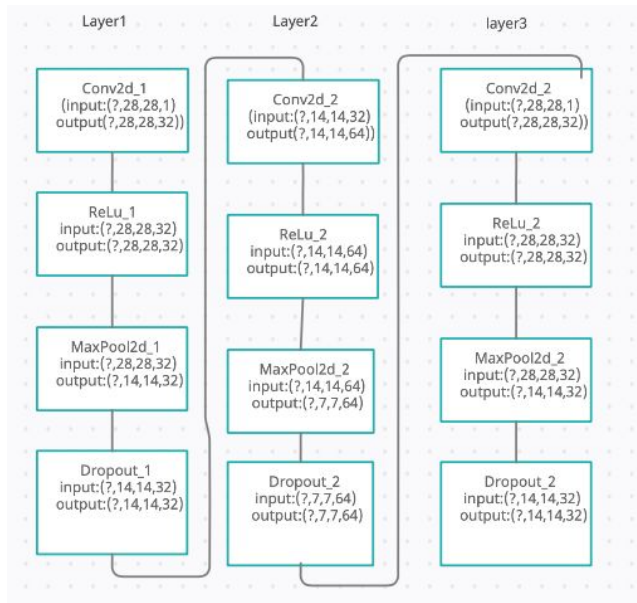 Layer1
Conv2d_1
(input:(?,28,28,1)
output(?,28,28,32))
ReLu_1
input:(?,28,28,32)
output:(?,28,28,32)
MaxPool2d_1
input:(?,28,28,32)
output:(?,14,14,32)
Dropout_1
input:(?,14,14,32)
output:(?,14,14,32)
Layer2
Conv2d_2
(input:(?,14,14,32)
output(?,14,14,64))
ReLu_2
input:(?,14,14,64)
output:(?,14,14,64)
MaxPool2d_2
input:(?,14,14,64)
output:(?,7,7,64)
Dropout_2
input:(?,7,7,64)
output:(?,7,7,64)
layer3
Conv2d_2
(input:(?,28,28,1)
output(?,28,28,32))
ReLu_2
input:(?,28,28,32)
output:(?,28,28,32)
MaxPool2d_2
input:(?,28,28,32)
output:(?,14,14,32)
Dropout_2
input:(?,14,14,32)
output:(?,14,14,32)